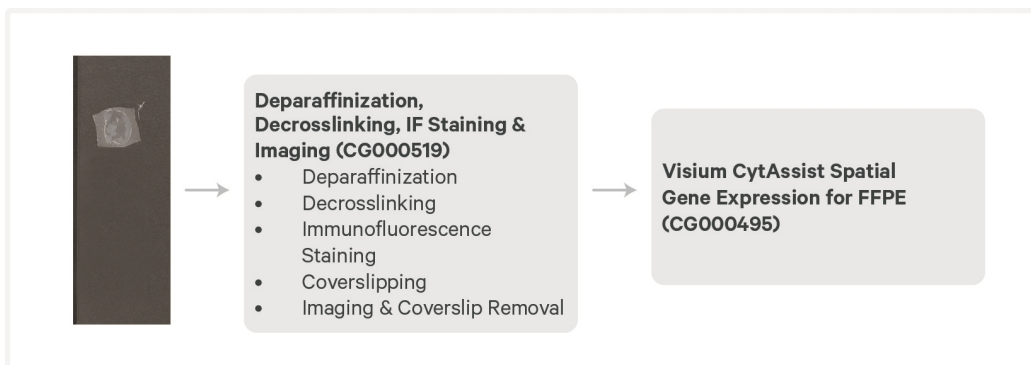 Deparaffinization,
Decrosslinking, IF Staining &
Imaging (CG000519)
• Deparaffinization
• Decrosslinking
• Immunofluorescence
Staining
• Coverslipping
• Imaging & Coverslip Removal
Visium CytAssist Spatial
Gene Expression for FFPE
(CG000495)